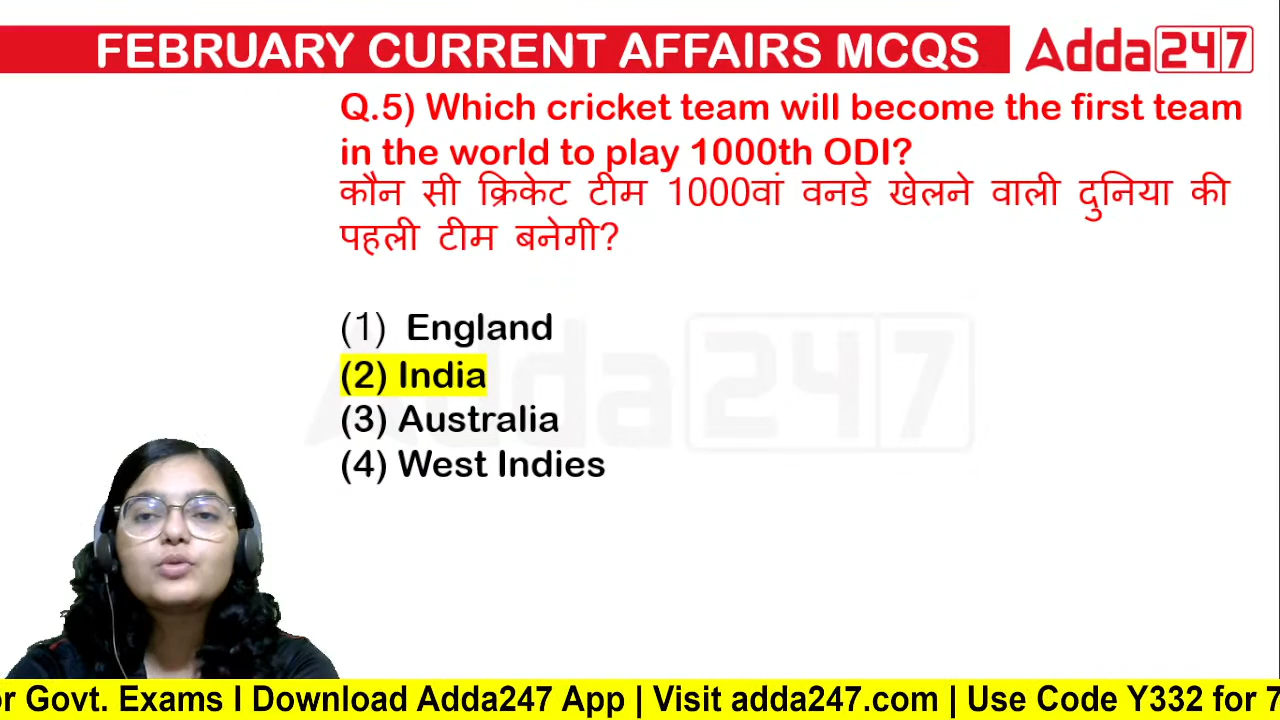 FEBRUARY CURRENT AFFAIRS MCQS
Adda247
Q.5) Which cricket team will become the first team
in the world to play 1000th ODI?
कौन सी क्रिकेट टीम 1000वां वनडे खेलने वाली दुनिया की
पहली टीम बनेगी?
Adda247
(1) England
(2) India
(3) Australia
(4) West Indies
or Govt. Exams I Download Adda247 App | Visit adda247.com | Use Code Y332 for 7